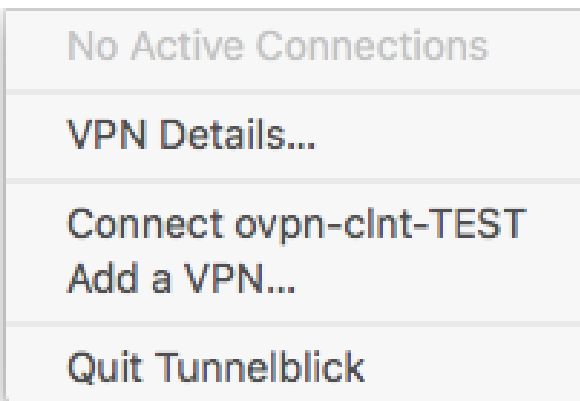 No Active Connections
VPN Details...
Connect ovpn-clnt-TEST
Add a VPN...
Quit Tunnelblick